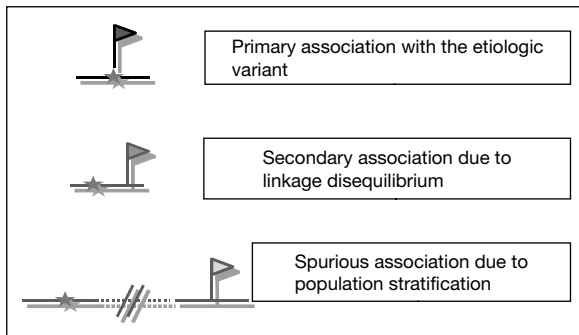 Primary association with the etiologic
variant
Secondary association due to
linkage disequilibrium
Spurious association due to
population stratification